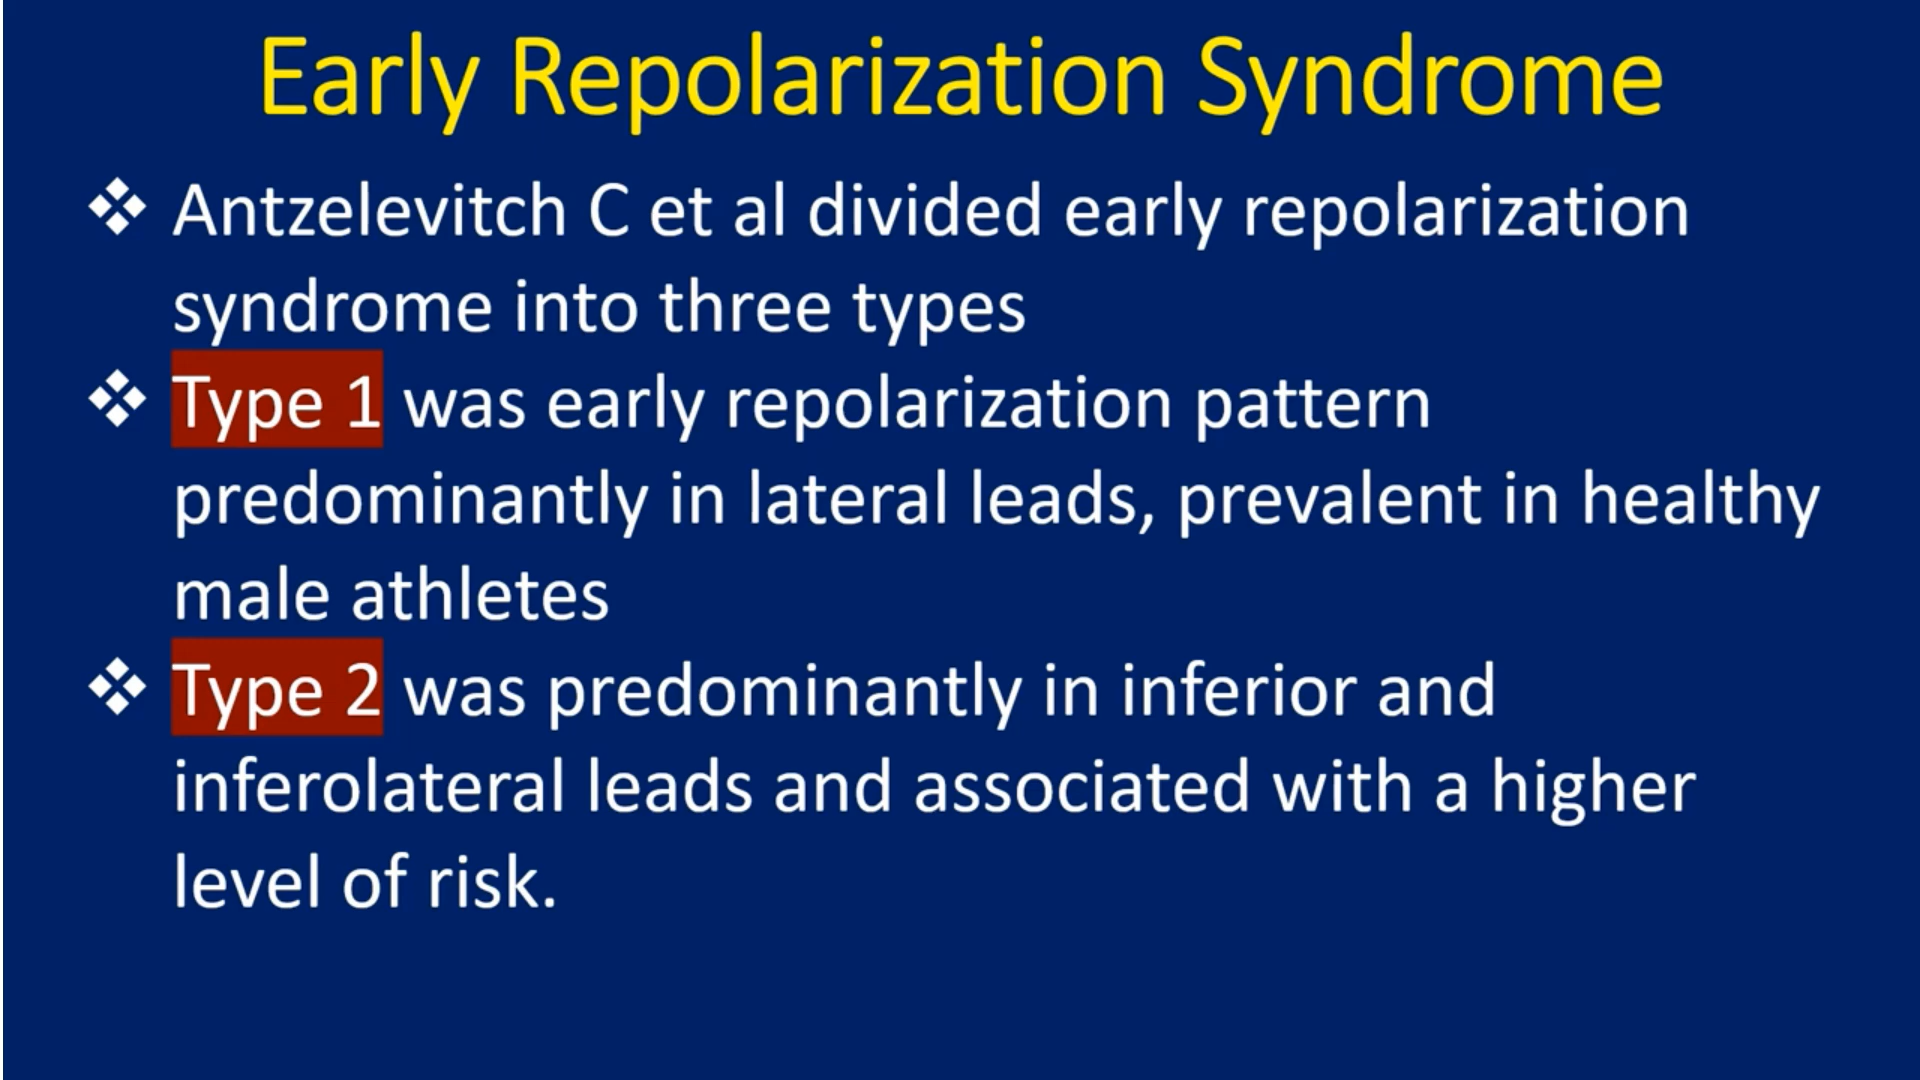 Early Repolarization Syndrome
❖ Antzelevitch C et al divided early repolarization
syndrome into three types
❖ Type 1 was early repolarization pattern
predominantly in lateral leads, prevalent in healthy
male athletes
❖ Type 2 was predominantly in inferior and
inferolateral leads and associated with a higher
level of risk.